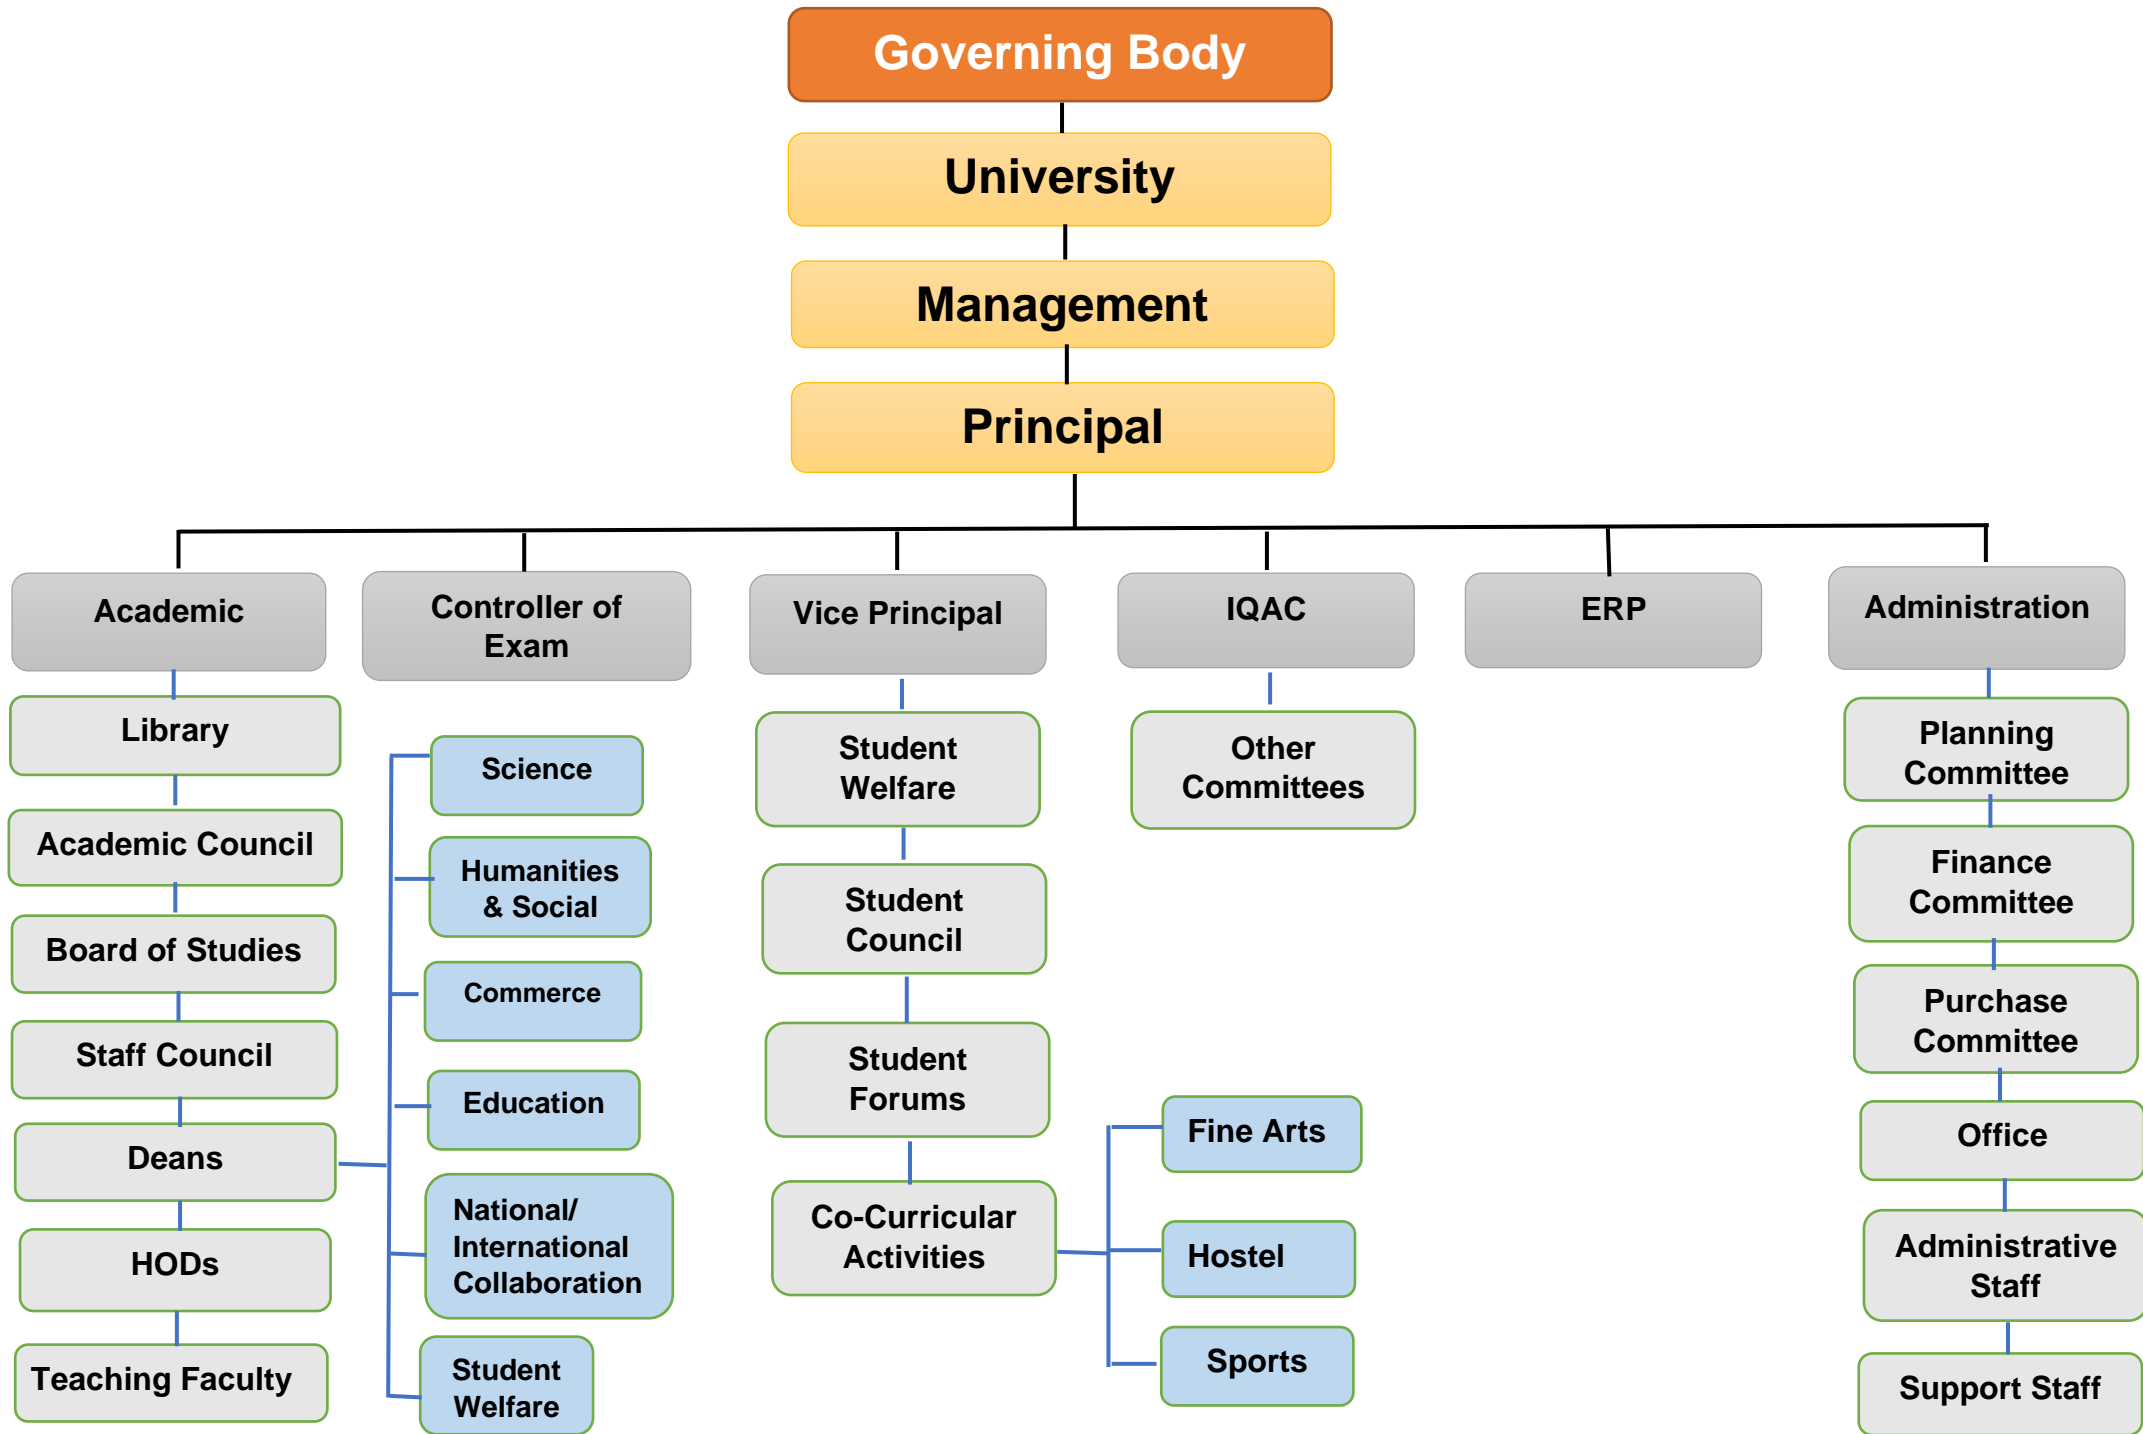 Governing Body
University
Management
Principal
Academic
Controller of
Exam
Vice Principal
IQAC
ERP
Administration
Library
Academic Council
Board of Studies
Staff Council
Deans
HODs
Teaching Faculty
Science
Humanities
& Social
Commerce
Education
National/
International
Collaboration
Student
Welfare
Student
Welfare
Student
Council
Student
Forums
Co-Curricular
Activities
Fine Arts
Hostel
Sports
Other
Committees
Planning
Committee
Finance
Committee
Purchase
Committee
Office
Administrative
Staff
Support Staff